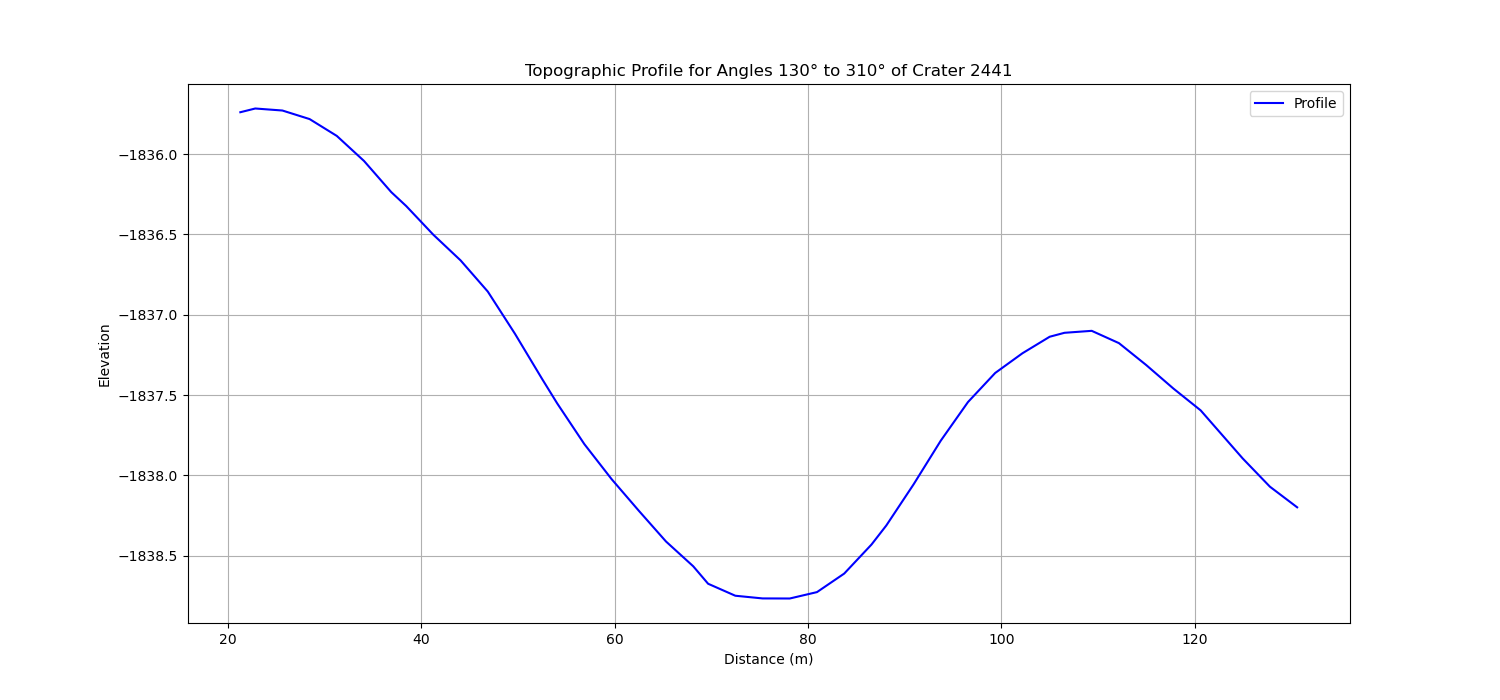 Topographic Profile for Angles 130° to 310° of Crater 2441
Profile
−1836.0
−1836.5
−1837.0
−1837.5
−1838.0
−1838.5
Elevation
20 40 60 80 100 120
Distance (m)